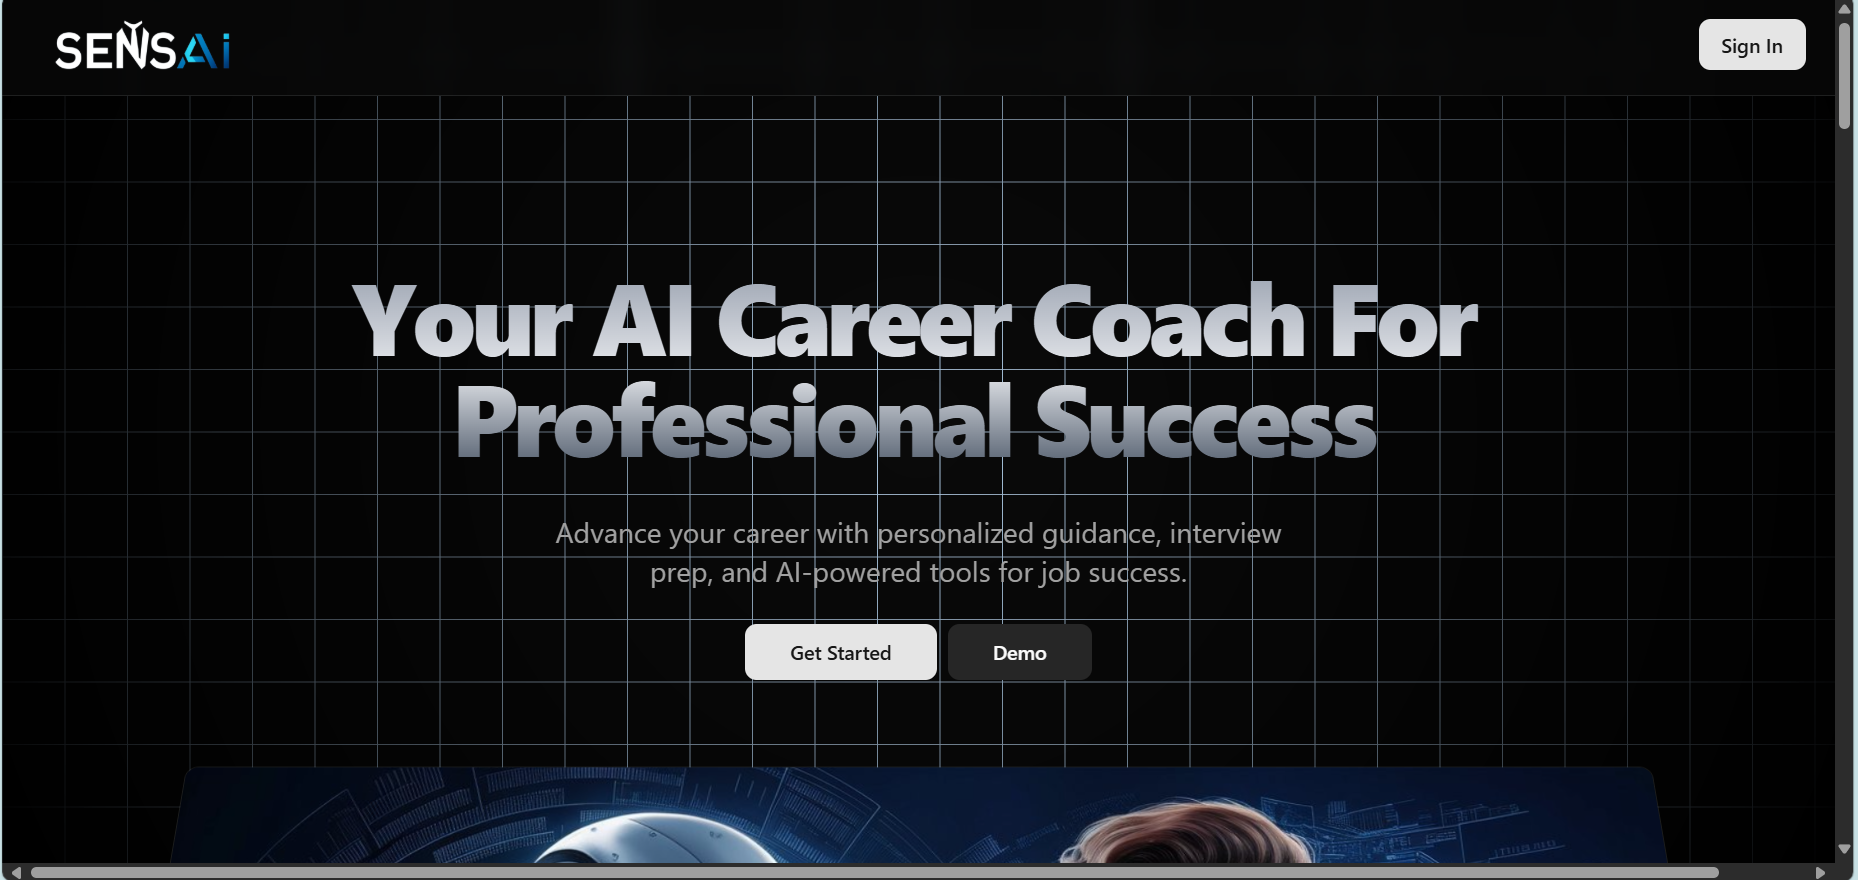 SENSAi
Sign In
Your AI Career Coach For
Professional Success
Advance your career with personalized guidance, interview
prep, and AI-powered tools for job success.
Get Started
Demo